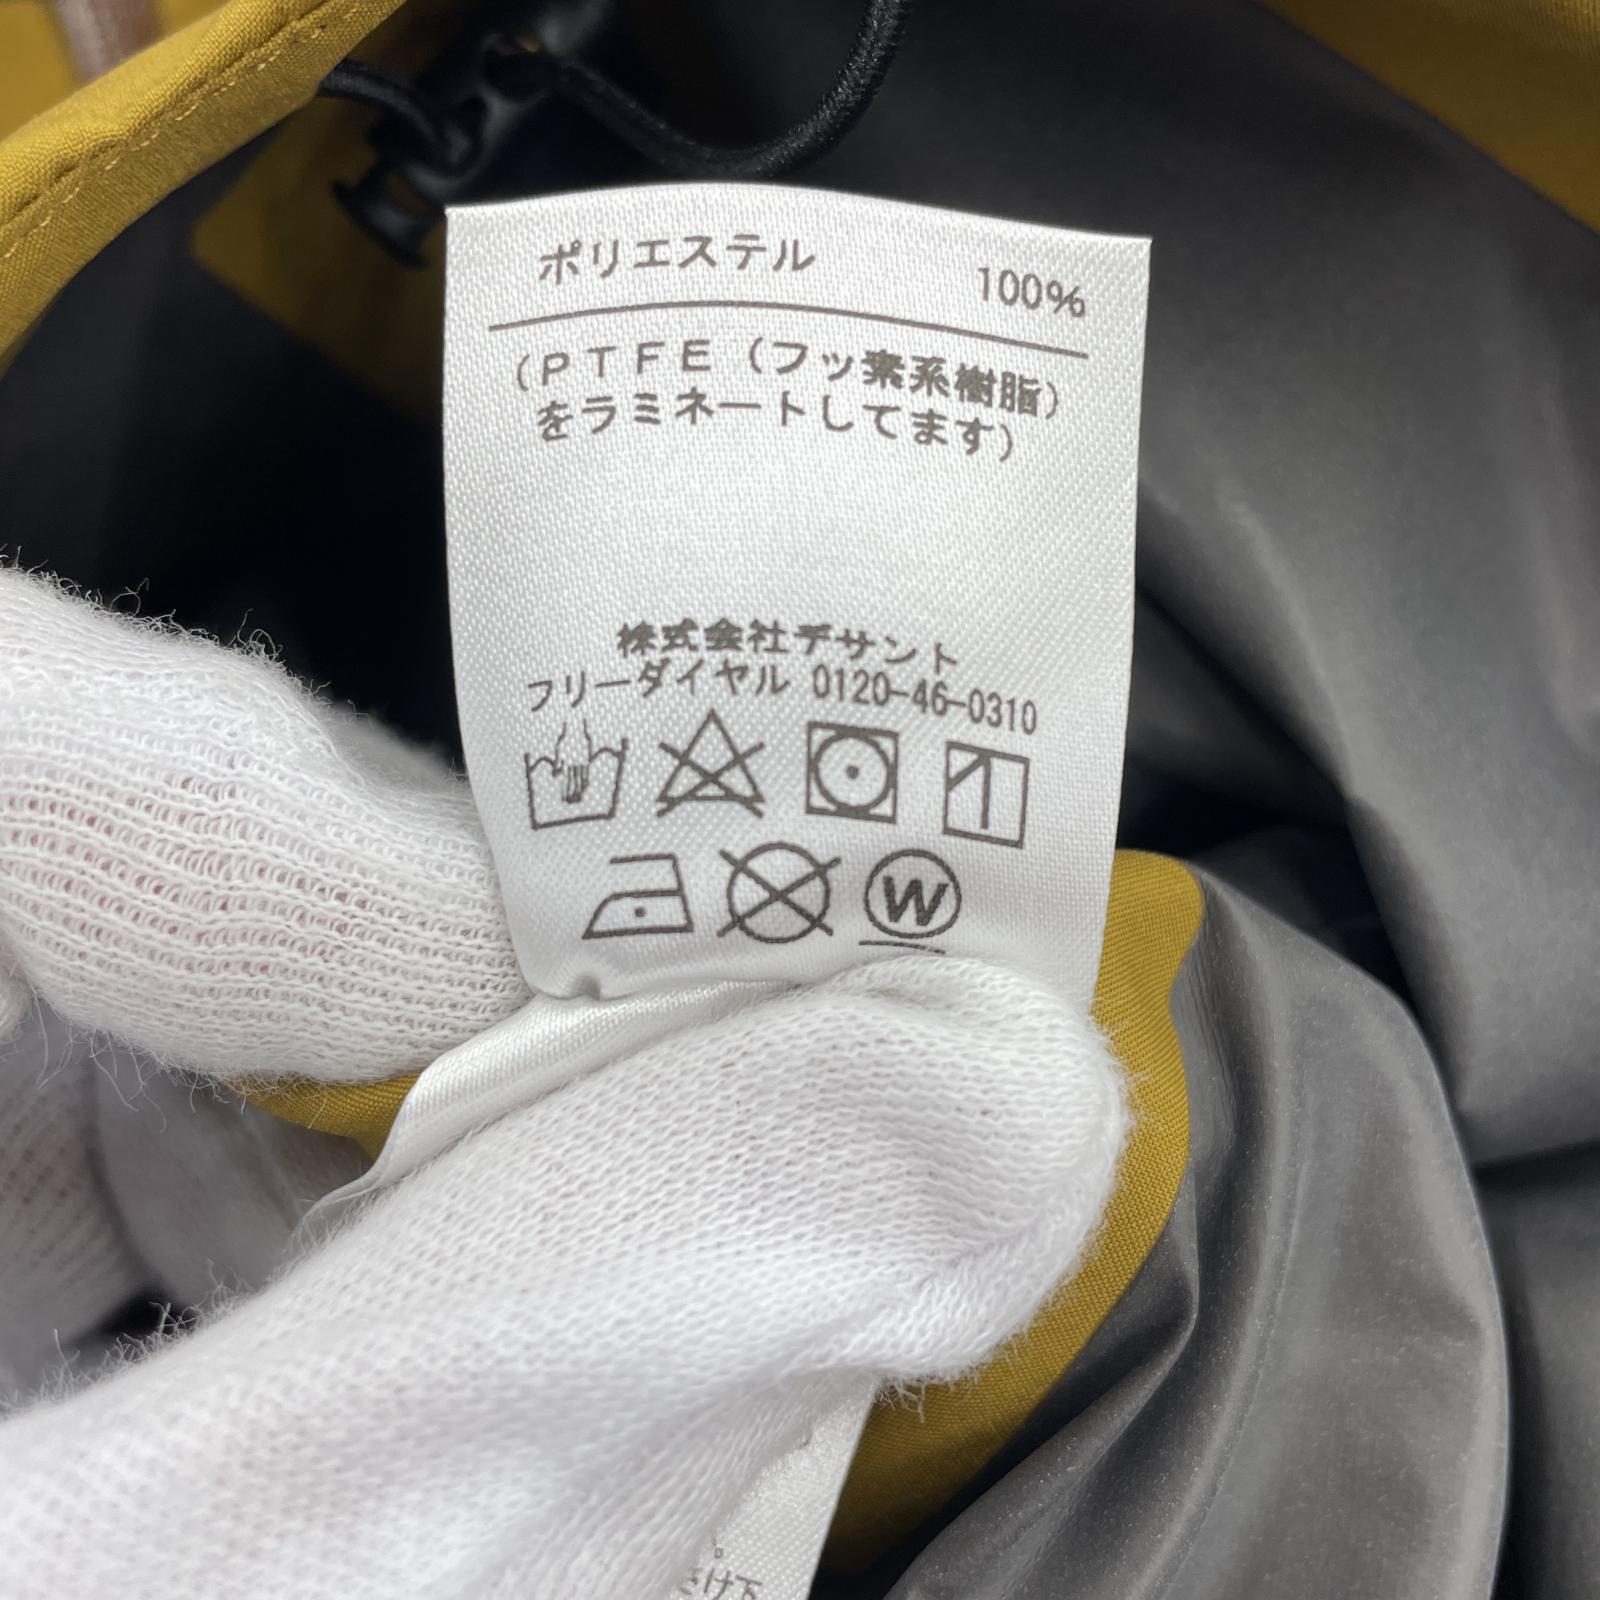 ポリエステル 100%
(PTFE(フッ素系樹脂)
をラミネートしてます)
株式会社デサント
フリーダイヤル 0120-46-0310
W